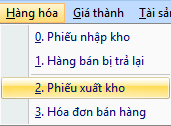 Hàng hóa Giá thành Tài sản
0. Phiếu nhập kho
1. Hàng bán bị trả lại
2. Phiếu xuất kho
3. Hóa đơn bán hàng